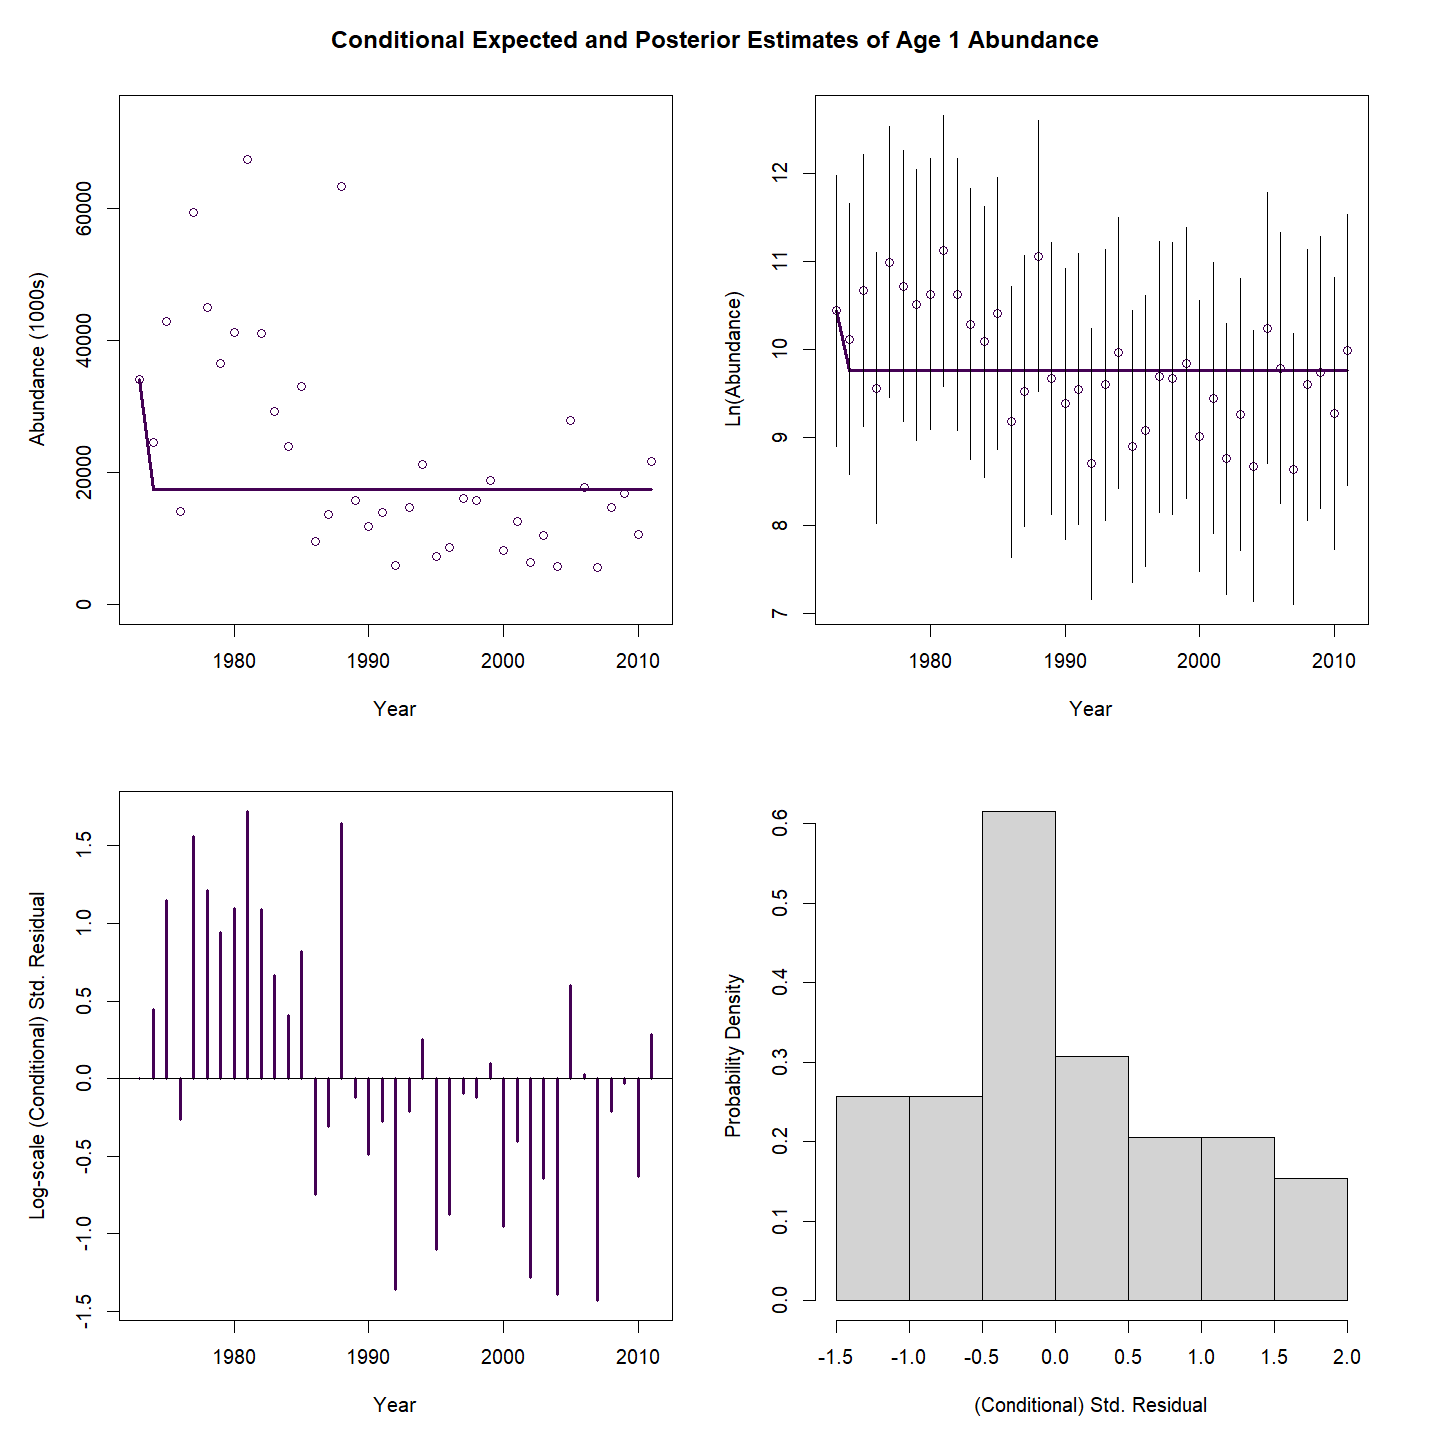 Conditional Expected and Posterior Estimates of Age 1 Abundance
Abundance (1000s)
0 20000 40000 60000
1980 1990 2000 2010
Year
Ln(Abundance)
7 8 9 10 11 12
1980 1990 2000 2010
Year
Log-scale (Conditional) Std. Residual
-1.5 -1.0 -0.5 0.0 0.5 1.0 1.5
1980 1990 2000 2010
Year
Probability Density
0.0 0.1 0.2 0.3 0.4 0.5 0.6
-1.5 -1.0 -0.5 0.0 0.5 1.0 1.5 2.0
(Conditional) Std. Residual